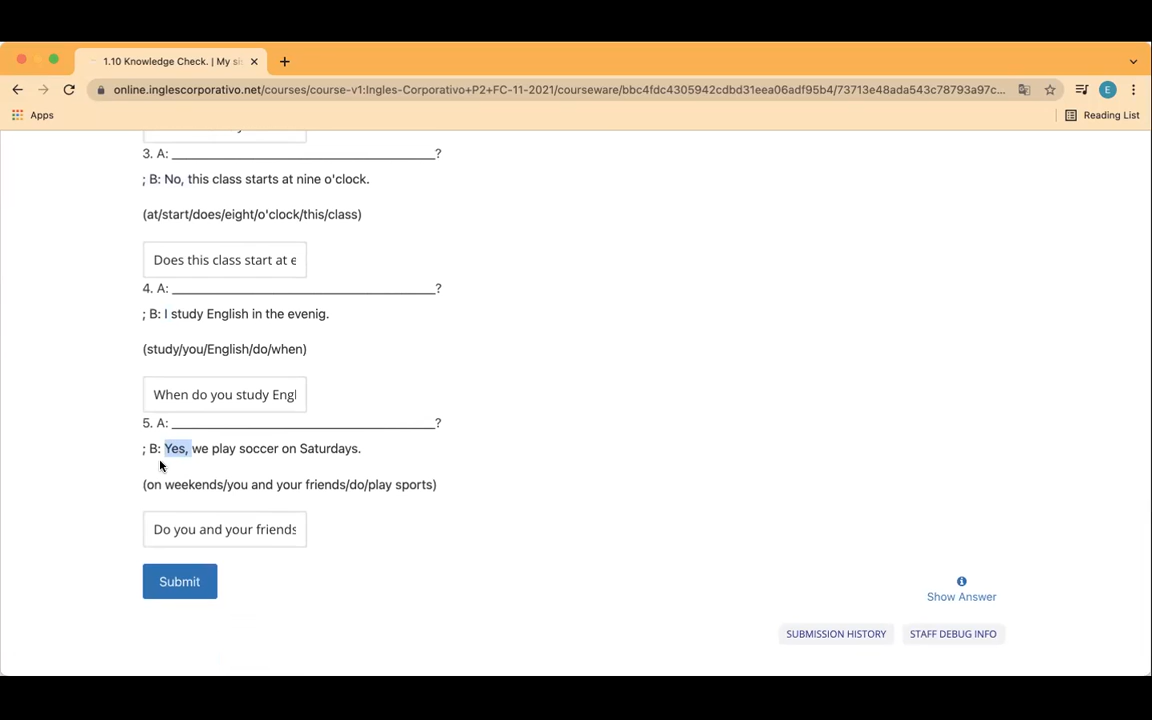 1.10 Knowledge Check. | My si
online.inglescorporativo.net/courses/course-v1:Ingles-Corporativo+P2+FC-11-2021/courseware/bbc4fdc4305942cdbd31eea06adf95b4/73713e48ada543c78793a97c...
E
Apps
Reading List
3. A: __________________________________?
; B: No, this class starts at nine o'clock.
(at/start/does/eight/o'clock/this/class)
Does this class start at e
4. A: __________________________________?
; B: I study English in the evenig.
(study/you/English/do/when)
When do you study Engl
5. A: __________________________________?
; B: Yes, we play soccer on Saturdays.
(on weekends/you and your friends/do/play sports)
Do you and your friends
Submit
Show Answer
SUBMISSION HISTORY
STAFF DEBUG INFO